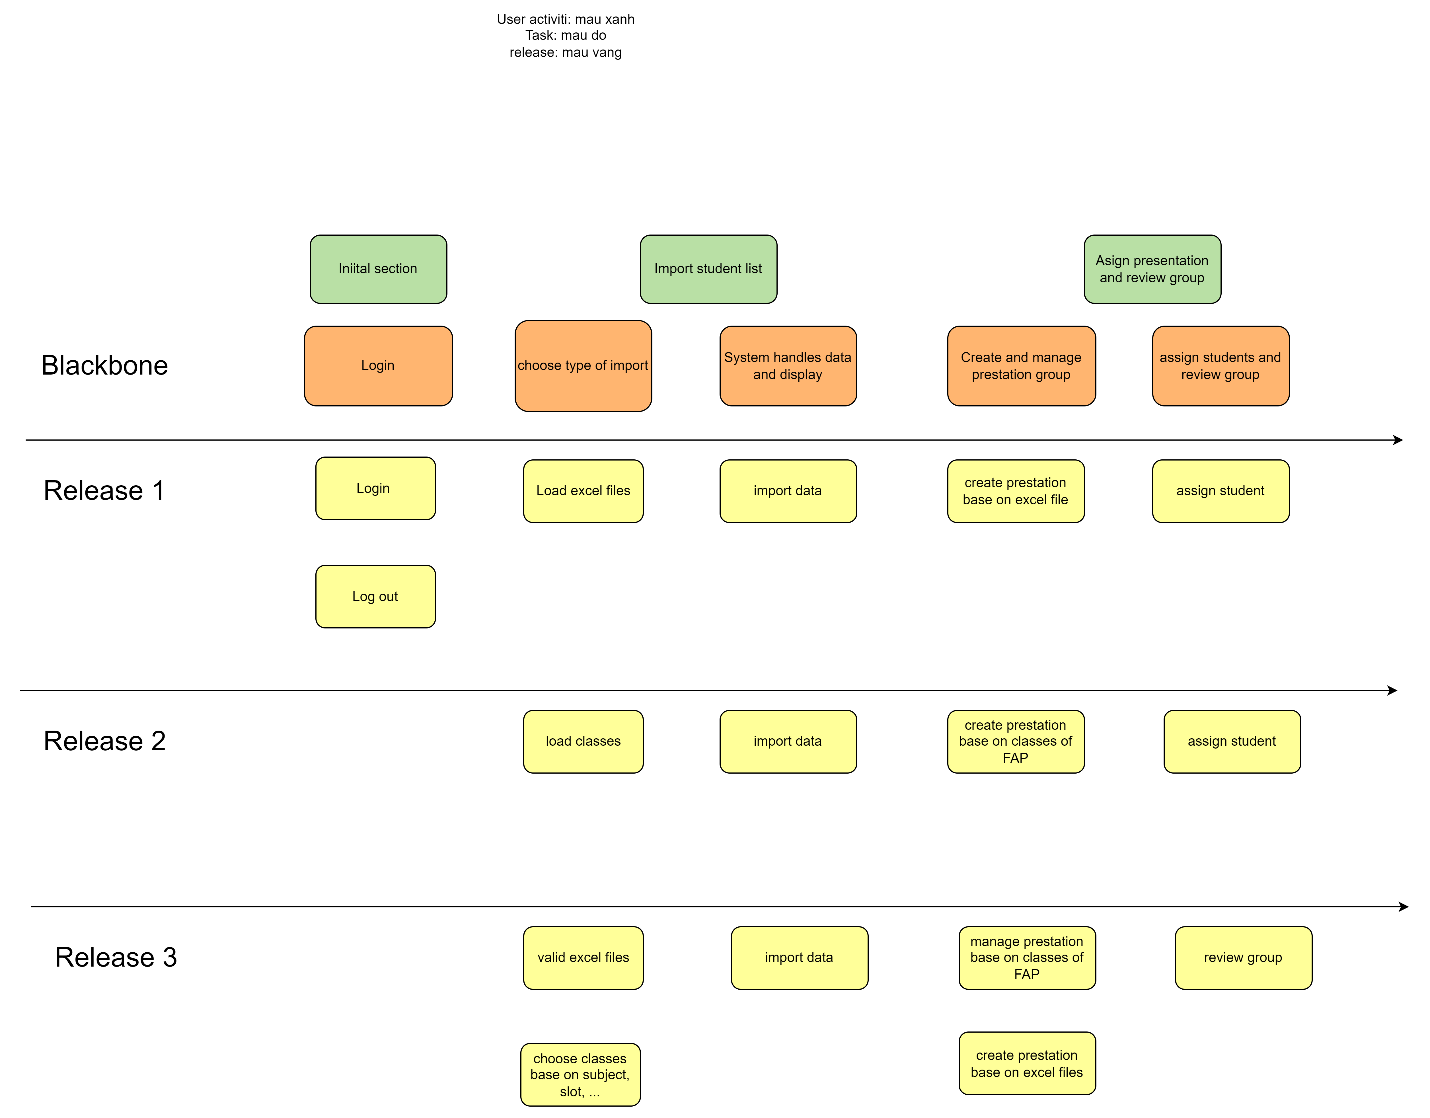 User activiti: mau xanh
Task: mau do
release: mau vang
Iniital section
Import student list
Asign presentation
and review group
Blackbone
Login
choose type of import
System handles data
and display
Create and manage
prestation group
assign students and
review group
Release 1
Login
Load excel files
import data
create prestation
base on excel file
assign student
Log out
Release 2
load classes
import data
create prestation
base on classes of
FAP
assign student
Release 3
valid excel files
import data
manage prestation
base on classes of
FAP
review group
choose classes
base on subject,
slot, ...
create prestation
base on excel files